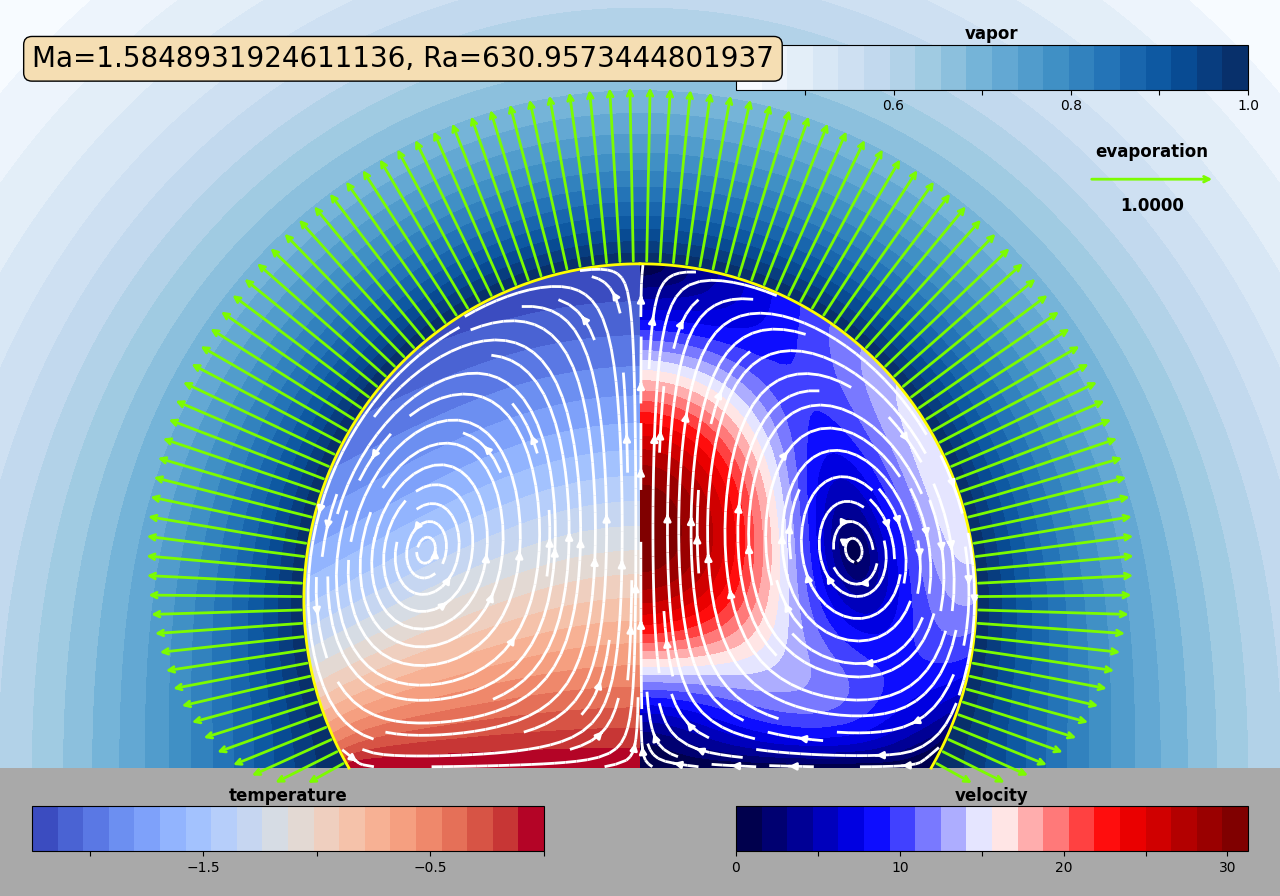 vapor
Ma=1.5848931924611136, Ra=630.9573444801937
0.6 0.8 1.0
evaporation
1.0000
temperature velocity
−1.5 −0.5 0 10 20 30